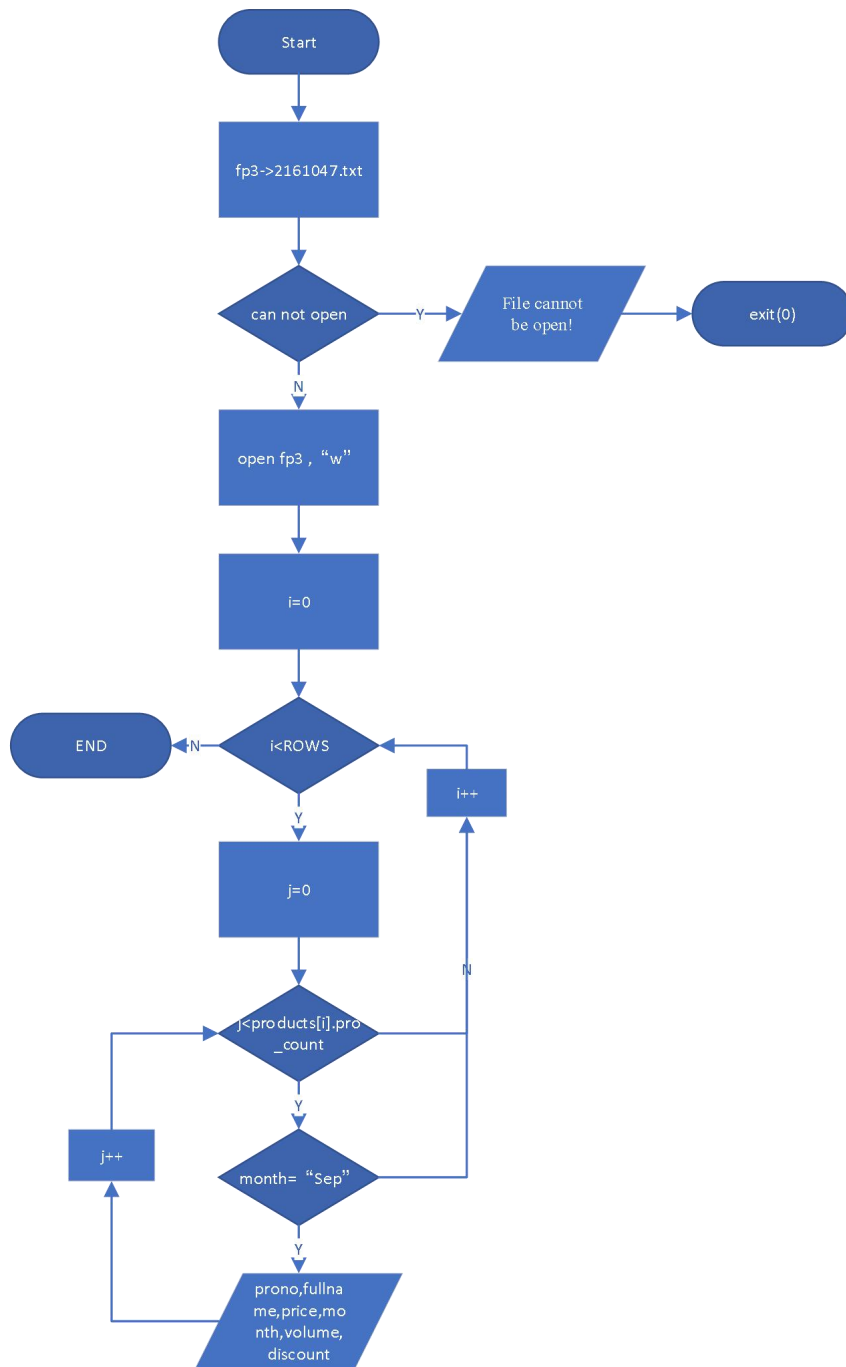 Start
fp3->2161047.txt
can not open
Y
File cannot
be open!
exit(0)
N
open fp3 , “w”
i=0
END
N
i<ROWS
i++
Y
j=0
N
j<products[i].pro
_count
Y
j++
month= “Sep”
Y
prono,fullna
me,price,mo
nth,volume,
discount